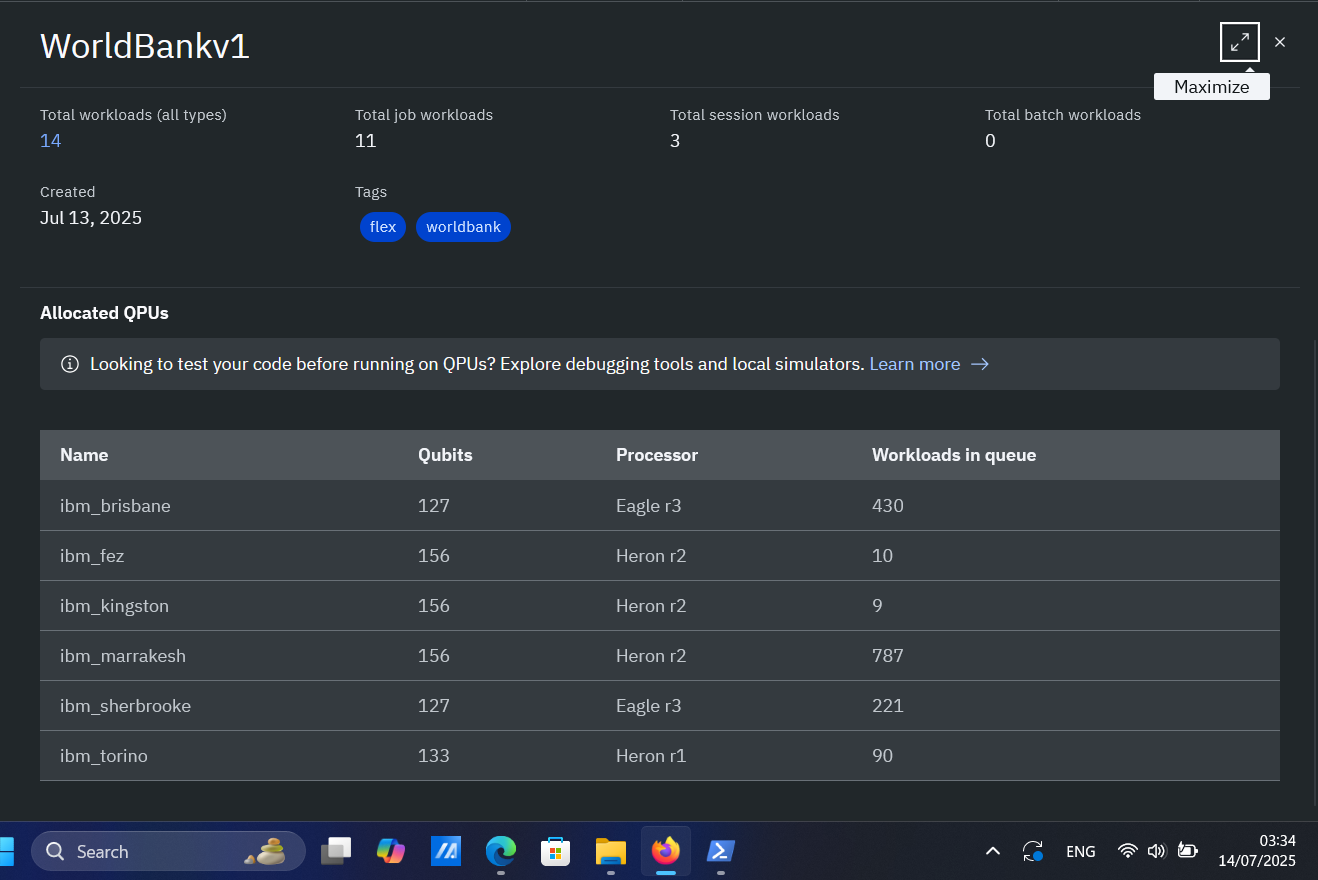 WorldBankv1
Maximize
Total workloads (all types) Total job workloads Total session workloads Total batch workloads
14 11 3 0
Created Tags
Jul 13, 2025 flex worldbank
Allocated QPUs
Looking to test your code before running on QPUs? Explore debugging tools and local simulators. Learn more →
Name Qubits Processor Workloads in queue
ibm_brisbane 127 Eagle r3 430
ibm_fez 156 Heron r2 10
ibm_kingston 156 Heron r2 9
ibm_marrakesh 156 Heron r2 787
ibm_sherbrooke 127 Eagle r3 221
ibm_torino 133 Heron r1 90
Search ENG 03:34
14/07/2025